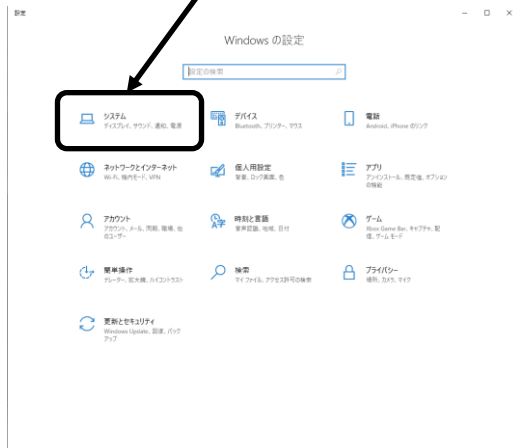 設定
Windows の設定
設定の検索
システム
ディスプレイ、サウンド、通知、電源
デバイス
Bluetooth、プリンター、マウス
電話
Android、iPhone のリンク
ネットワークとインターネット
Wi-Fi、機内モード、VPN
個人用設定
背景、ロック画面、色
アプリ
アンインストール、既定値、オプション
の機能
アカウント
アカウント、メール、同期、職場、他
のユーザー
時刻と言語
音声認識、地域、日付
ゲーム
Xbox Game Bar、キャプチャ、配
信、ゲーム モード
簡単操作
ナレーター、拡大鏡、ハイコントラスト
検索
マイ ファイル、アクセス許可の検索
プライバシー
場所、カメラ、マイク
更新とセキュリティ
Windows Update、回復、バック
アップ